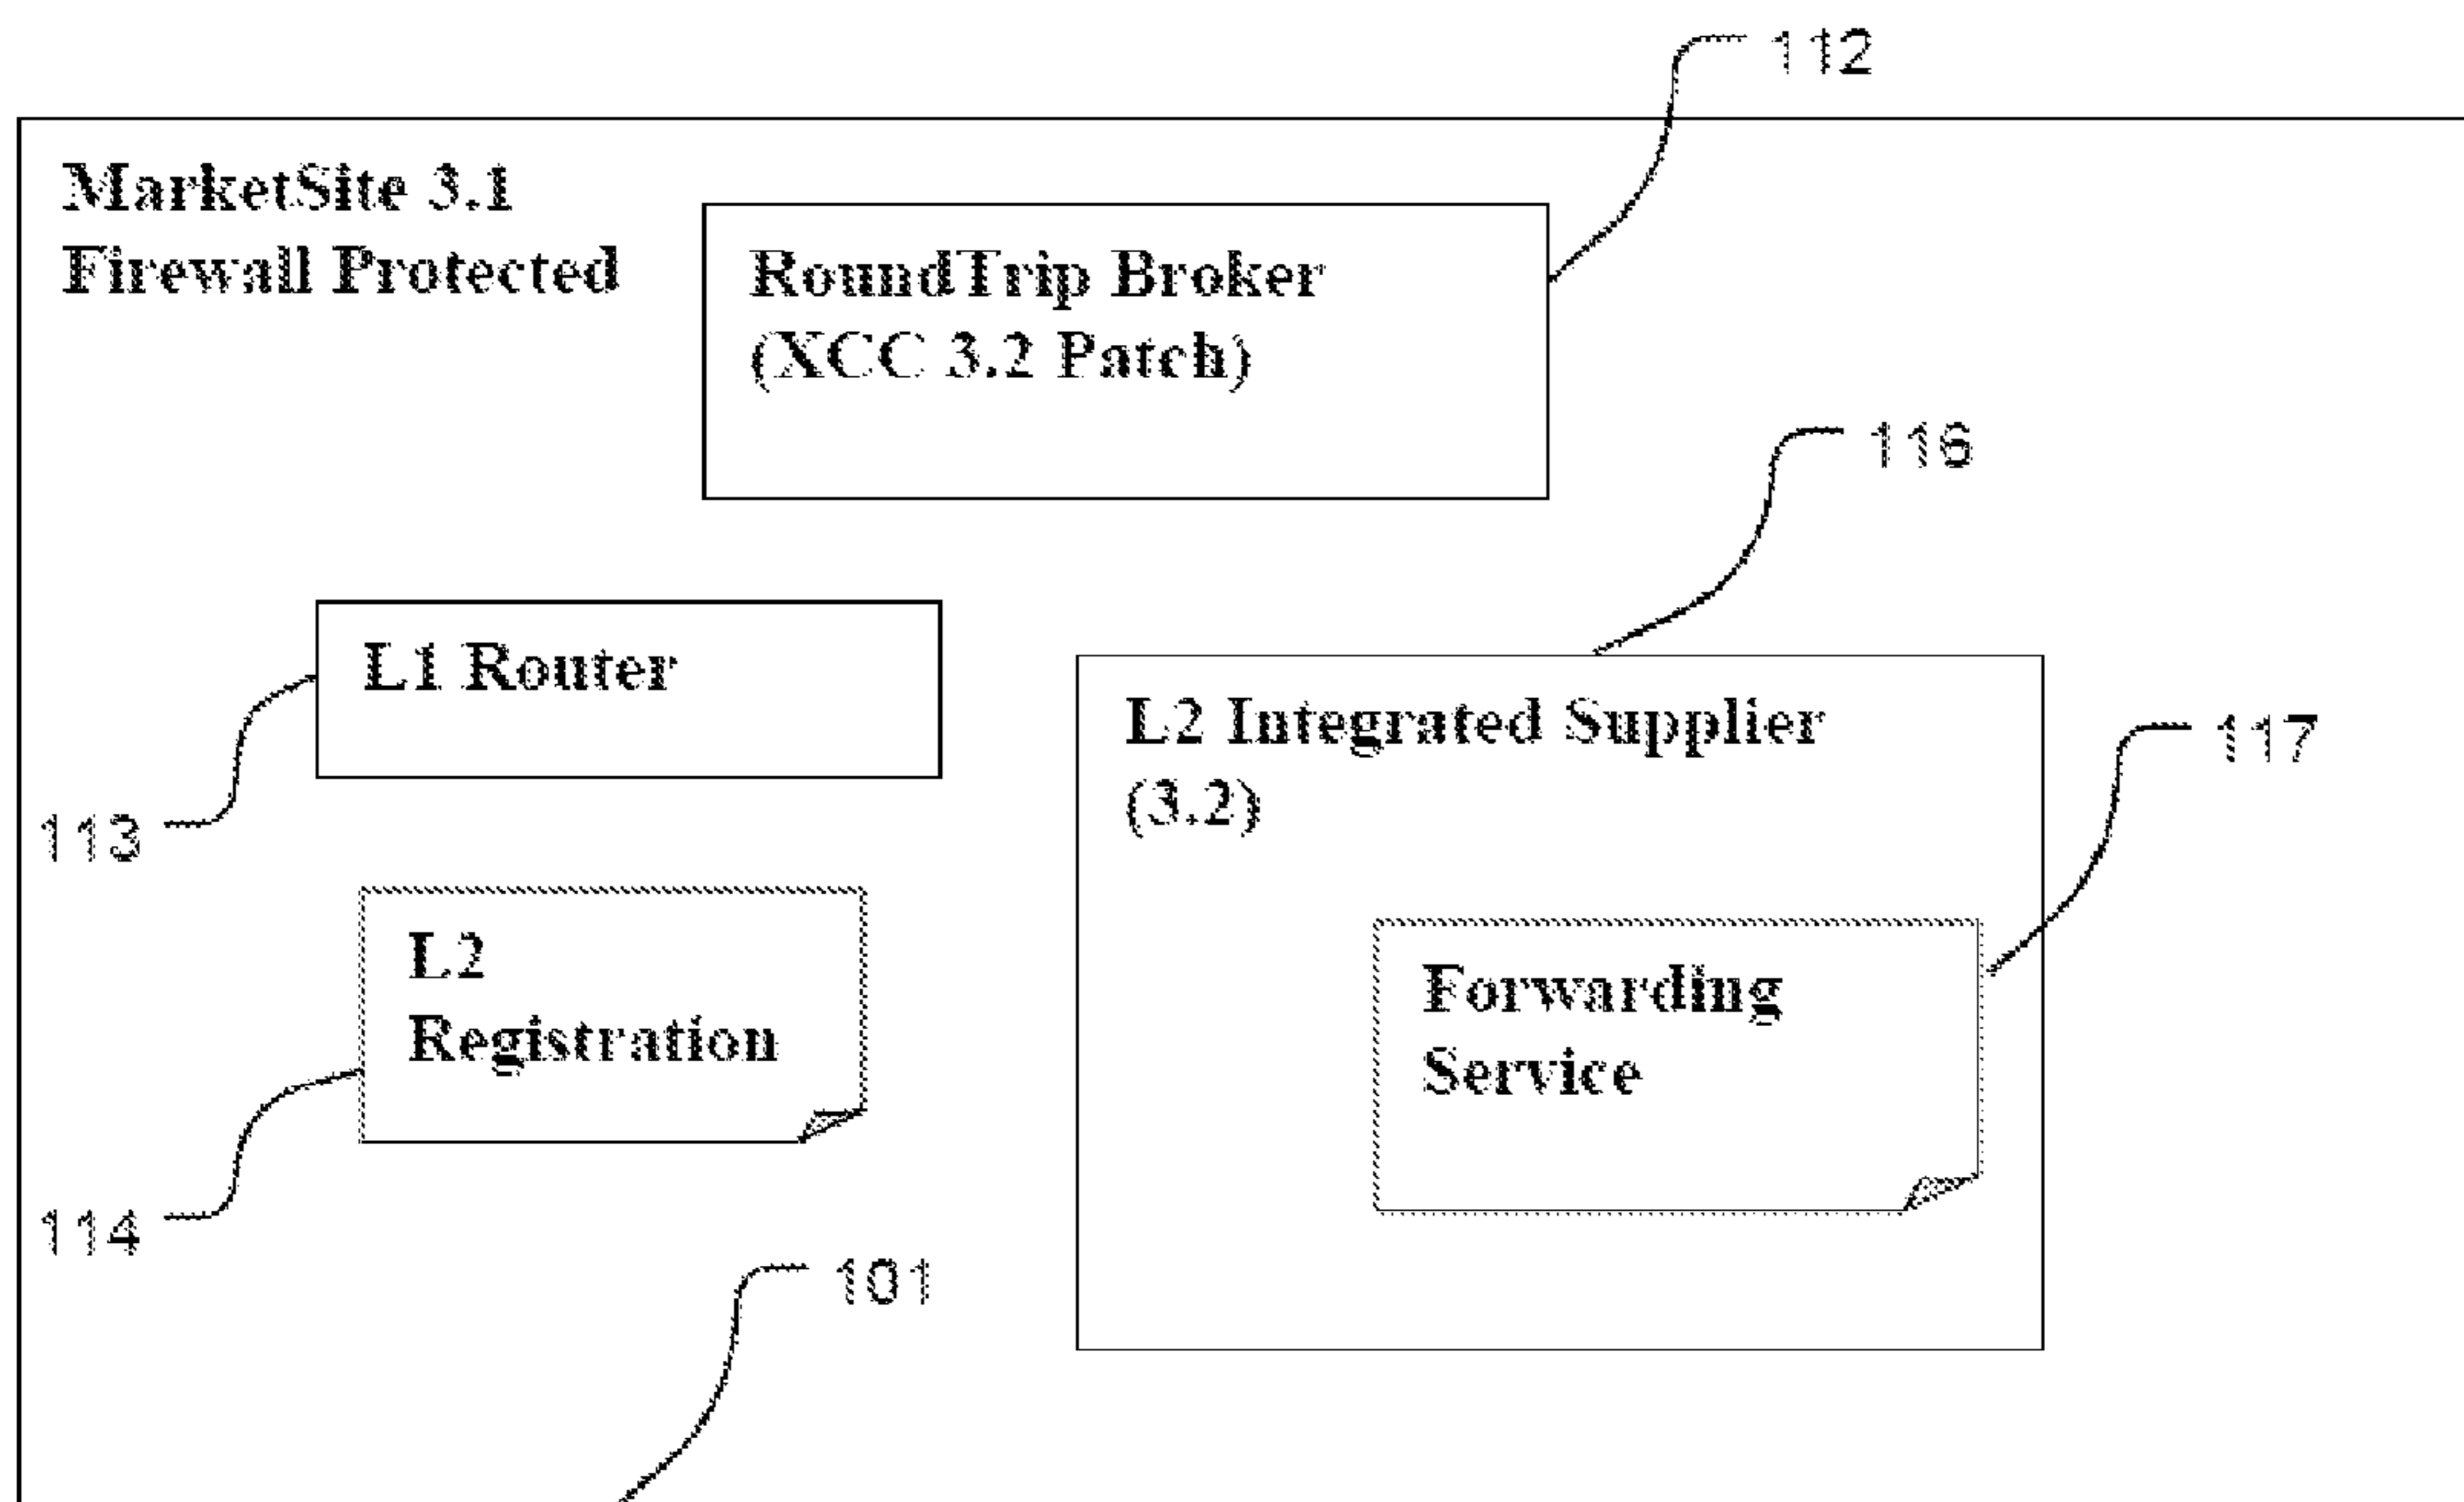 112
MarketSite 3.1
Firewall Protected
RoundTrip Broker
(XCC 3.2 Patch)
116
L1 Router
L2 Integrated Supplier
(3.2)
117
113
L2
Registration
Forwarding
Service
114
101